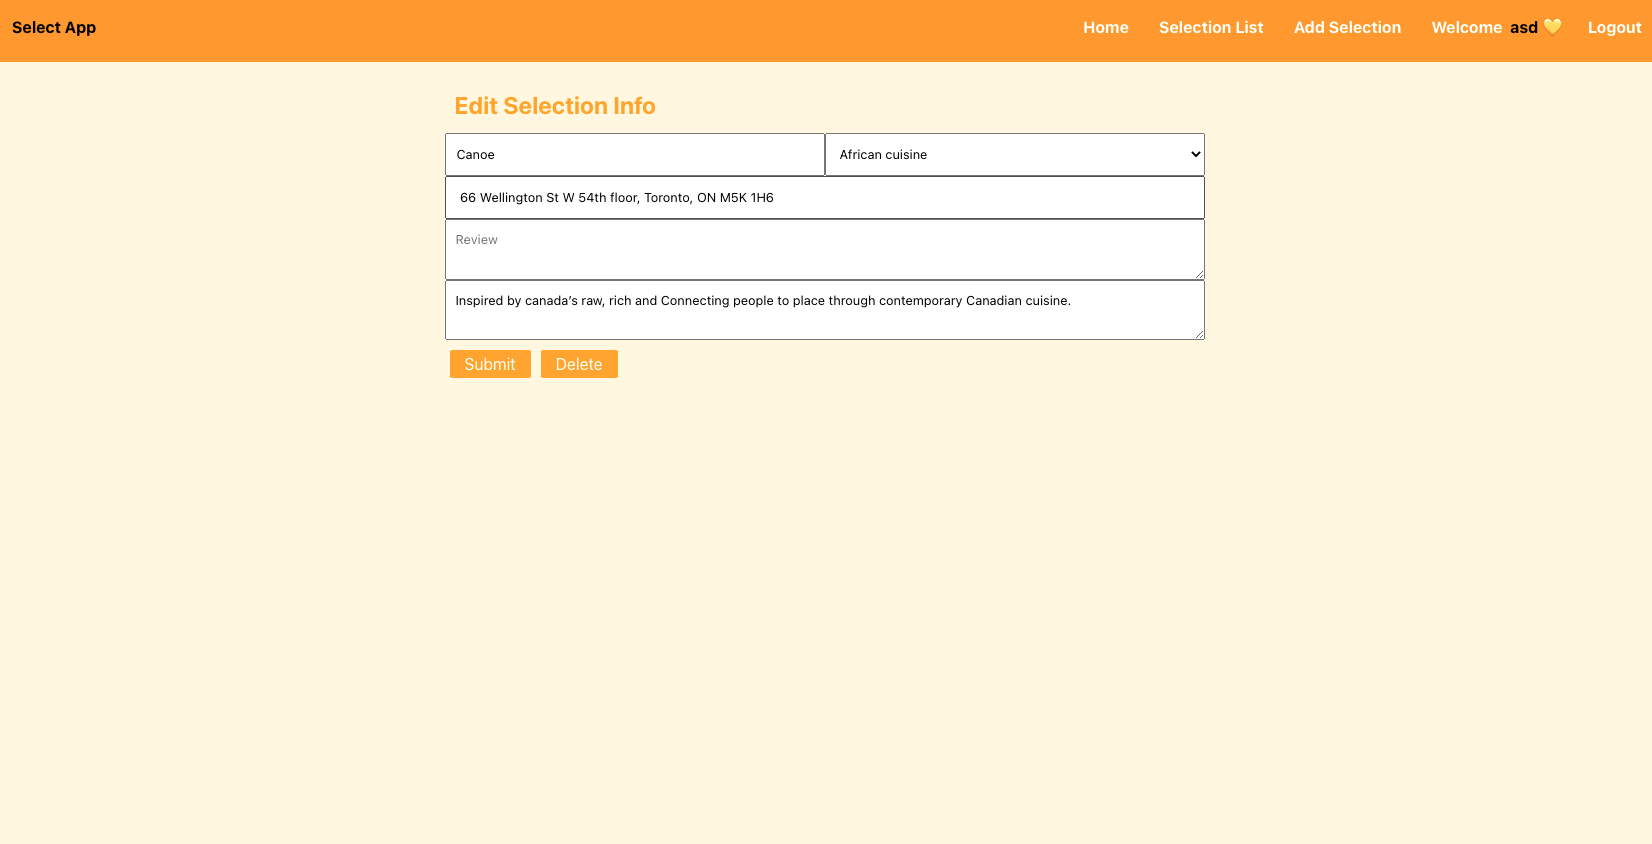 Select App
Home Selection List Add Selection Welcome asd 💛 Logout
Edit Selection Info
Canoe African cuisine
66 Wellington St W 54th floor, Toronto, ON M5K 1H6
Review
Inspired by canada’s raw, rich and Connecting people to place through contemporary Canadian cuisine.
Submit Delete